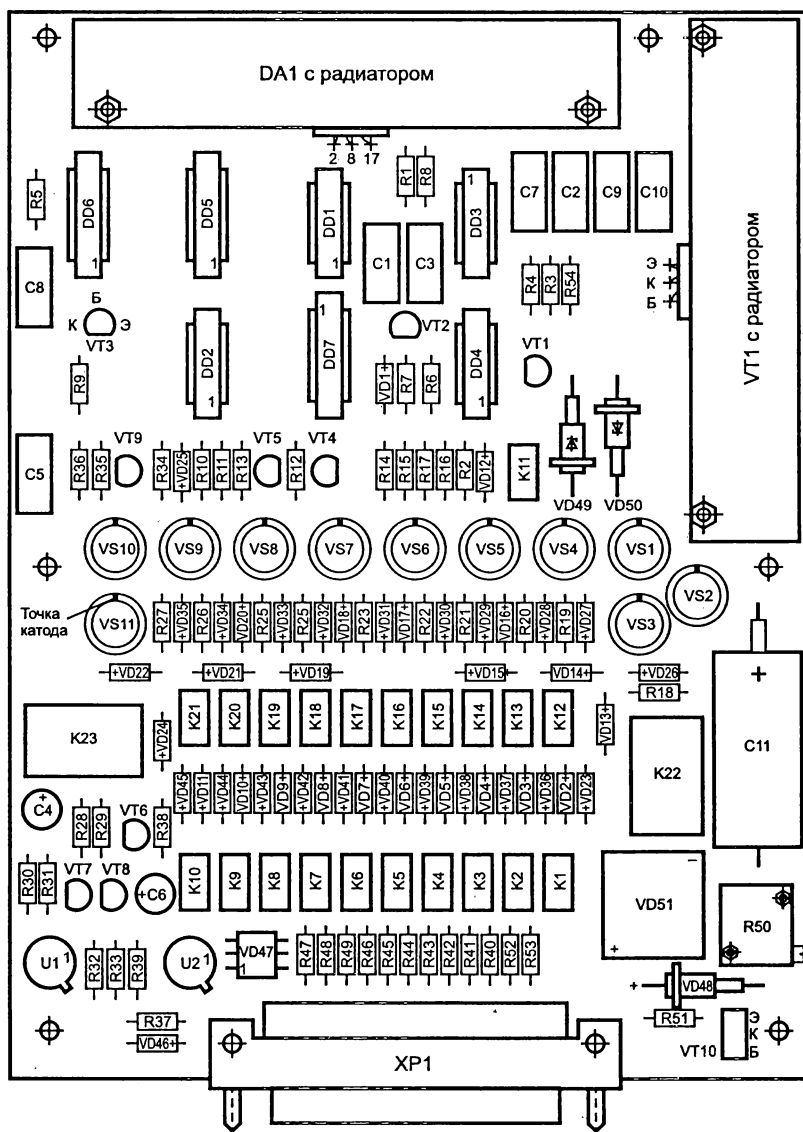 DA1 с радиатором
2 8 17
R5
DD6
1
DD5
1
DD1
1
R1
R8
DD3
1
C7
C2
C9
C10
C8
C1
C3
R4
R3
R54
Э
К
Б
VT1 с радиатором
Б
К
Э
VT3
DD2
1
DD7
1
VT2
DD4
1
VT1
R9
VD1+
R7
R6
C5
R36
R35
VT9
R34
+VD25
R10
R11
R13
VT5
R12
VT4
R14
R15
R17
R16
R2
VD12+
K11
VD49
VD50
VS10
VS9
VS8
VS7
VS6
VS5
VS4
VS1
VS2
Точка
катода
VS11
R27
+VD35
R26
+VD34
VD20+
R25
+VD33
R25
+VD32
VD18+
R23
+VD31
VD17+
R22
+VD30
R21
+VD29
VD16+
R20
+VD28
R19
+VD27
VS3
+VD22
+VD21
+VD19
+VD15+
VD14+
+VD26
R18
K23
+VD24
K21
K20
K19
K18
K17
K16
K15
K14
K13
K12
VD13+
K22
+
C11
+VD45
+VD11
+VD44
VD10+
+VD43
VD9+
+VD42
VD8+
+VD41
VD7+
+VD40
VD6+
+VD39
VD5+
+VD38
VD4+
+VD37
VD3+
+VD36
VD2+
+VD23
+
C4
R28
R29
VT6
R38
R30
R31
VT7
VT8
+C6
K10
K9
K8
K7
K6
K5
K4
K3
K2
K1
−
VD51
+
R50
U1
1
R32
R33
R39
U2
1
VD47
1
R47
R48
R49
R46
R45
R44
R43
R42
R41
R40
R52
R53
+
VD48
R37
VD46+
R51
VT10
Э
К
Б
XP1